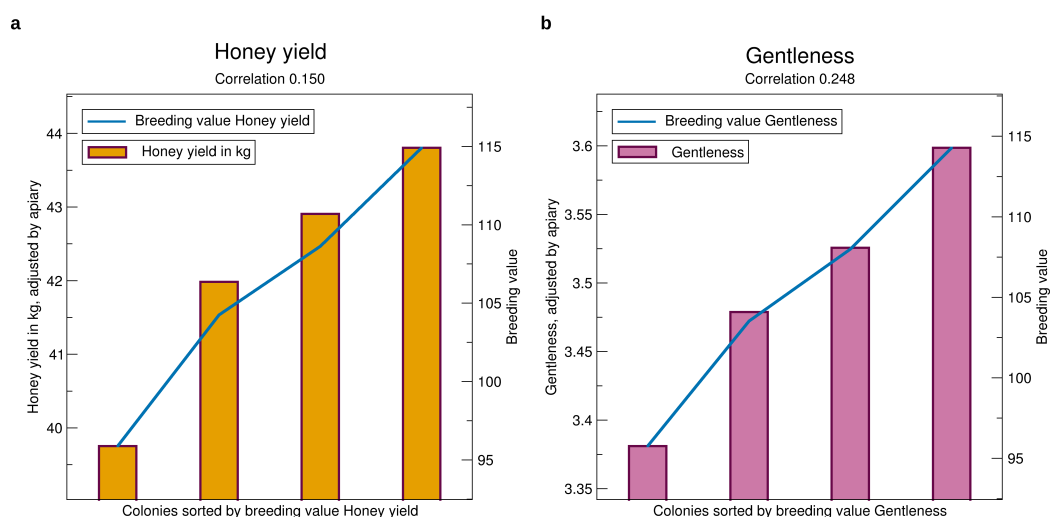 a
Honey yield
Correlation 0.150
Breeding value Honey yield
Honey yield in kg
44
43
42
41
40
Honey yield in kg, adjusted by apiary
115
110
105
100
95
Breeding value
Colonies sorted by breeding value Honey yield
b
Gentleness
Correlation 0.248
Breeding value Gentleness
Gentleness
3.6
3.55
3.5
3.45
3.4
3.35
Gentleness, adjusted by apiary
115
110
105
100
95
Breeding value
Colonies sorted by breeding value Gentleness